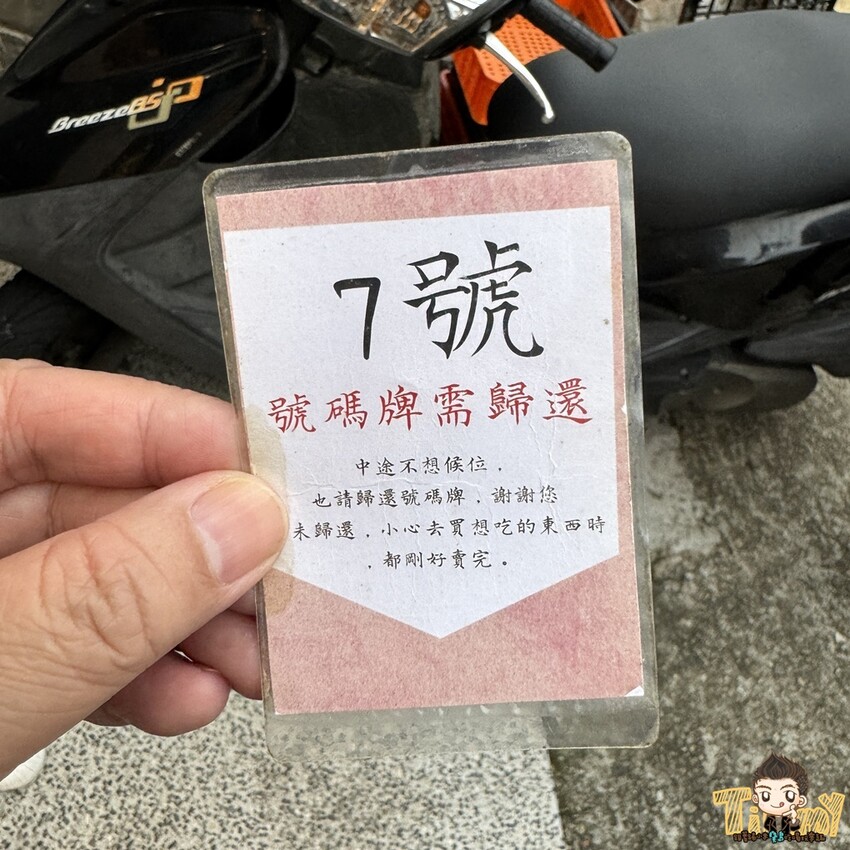 BreezeBS
7號
號碼牌需歸還
中途不想候位，
也請歸還號碼牌，謝謝您
未歸還，小心去買想吃的東西時
，都剛好賣完。